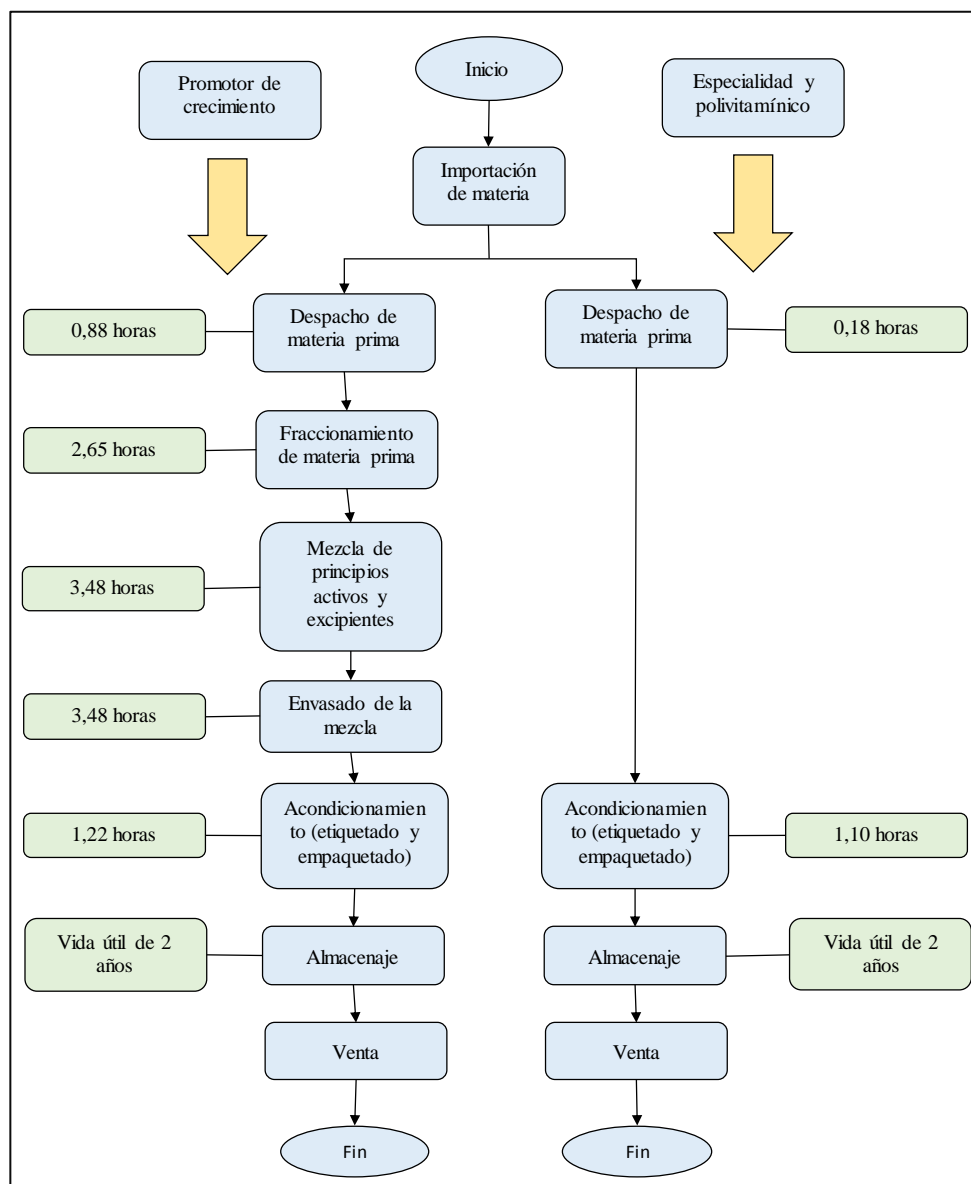 Inicio
Promotor de
crecimiento
Especialidad y
polivitamínico
Importación
de materia
0,88 horas
Despacho de
materia prima
Despacho de
materia prima
0,18 horas
2,65 horas
Fraccionamiento
de materia prima
3,48 horas
Mezcla de
principios
activos y
excipientes
3,48 horas
Envasado de la
mezcla
1,22 horas
Acondicionamien
to (etiquetado y
empaquetado)
Acondicionamien
to (etiquetado y
empaquetado)
1,10 horas
Vida útil de 2
años
Almacenaje
Almacenaje
Vida útil de 2
años
Venta
Venta
Fin
Fin